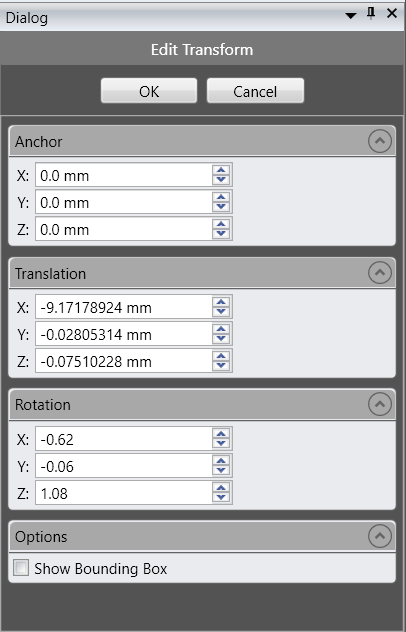 Dialog
Edit Transform
OK Cancel
Anchor
X: 0.0 mm
Y: 0.0 mm
Z: 0.0 mm
Translation
X: -9.17178924 mm
Y: -0.02805314 mm
Z: -0.07510228 mm
Rotation
X: -0.62
Y: -0.06
Z: 1.08
Options
Show Bounding Box